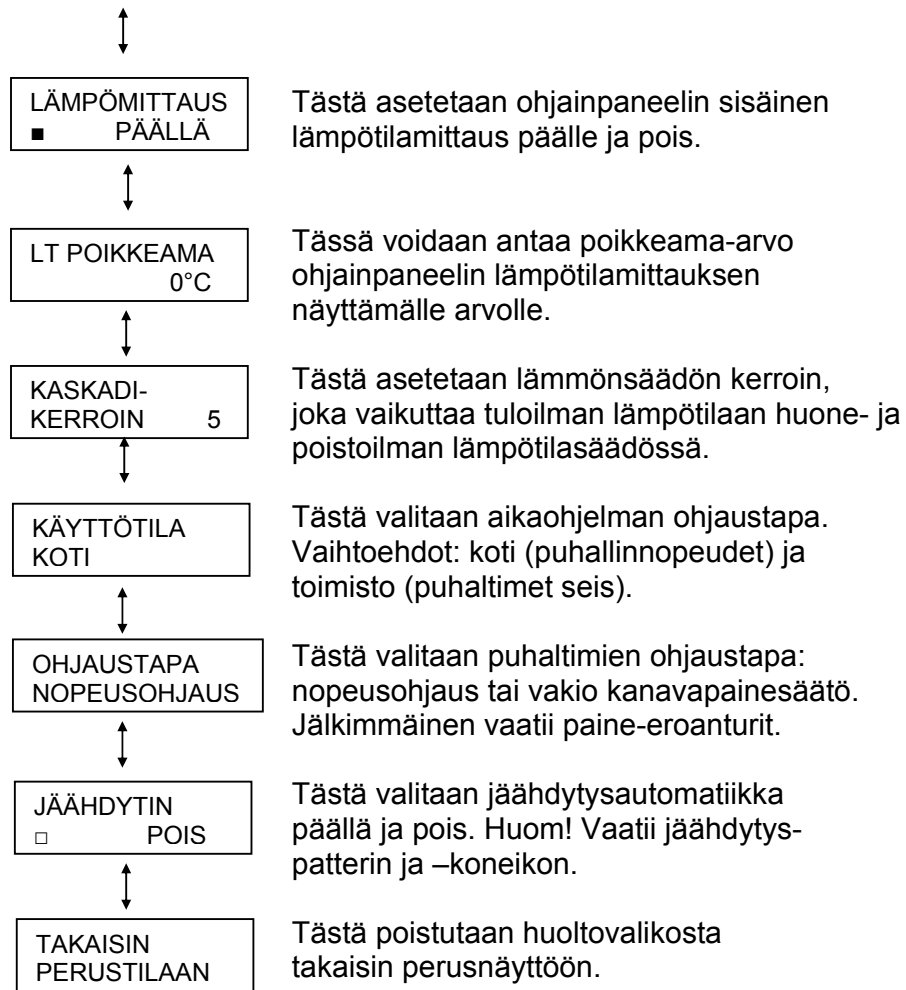 LÄMPÖMITTAUS
■ PÄÄLLÄ
Tästä asetetaan ohjainpaneelin sisäinen
lämpötilamittaus päälle ja pois.
LT POIKKEAMA
0°C
Tässä voidaan antaa poikkeama-arvo
ohjainpaneelin lämpötilamittauksen
näyttämälle arvolle.
KASKADI-
KERROIN 5
Tästä asetetaan lämmönsäädön kerroin,
joka vaikuttaa tuloilman lämpötilaan huone- ja
poistoilman lämpötilasäädössä.
KÄYTTÖTILA
KOTI
Tästä valitaan aikaohjelman ohjaustapa.
Vaihtoehdot: koti (puhallinnopeudet) ja
toimisto (puhaltimet seis).
OHJAUSTAPA
NOPEUSOHJAUS
Tästä valitaan puhaltimien ohjaustapa:
nopeusohjaus tai vakio kanavapainesäätö.
Jälkimmäinen vaatii paine-eroanturit.
JÄÄHDYTIN
□ POIS
Tästä valitaan jäähdytysautomatiikka
päällä ja pois. Huom! Vaatii jäähdytys-
patterin ja –koneikon.
TAKAISIN
PERUSTILAAN
Tästä poistutaan huoltovalikosta
takaisin perusnäyttöön.